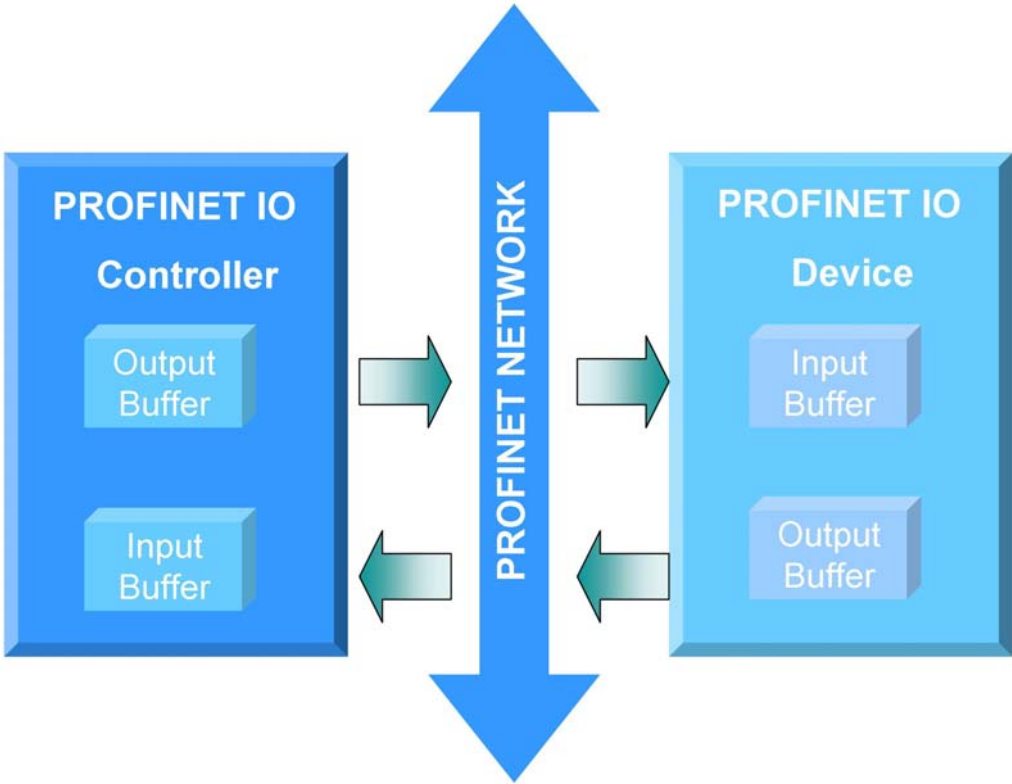 PROFINET IO
Controller
Output
Buffer
Input
Buffer
PROFINET NETWORK
PROFINET IO
Device
Input
Buffer
Output
Buffer